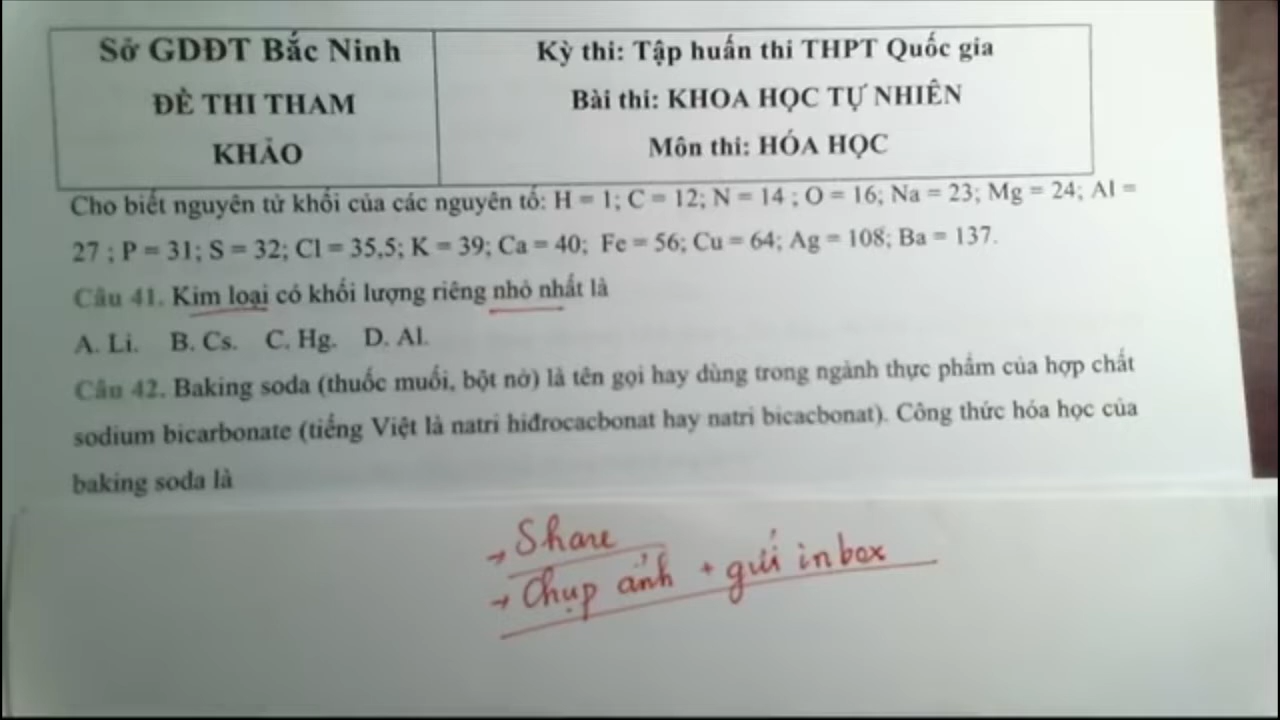 Sở GDĐT Bắc Ninh
ĐỀ THI THAM
KHẢO
Kỳ thi: Tập huấn thi THPT Quốc gia
Bài thi: KHOA HỌC TỰ NHIÊN
Môn thi: HÓA HỌC
Cho biết nguyên tử khối của các nguyên tố: H = 1; C = 12; N = 14 ; O = 16; Na = 23; Mg = 24; Al =
27 ; P = 31; S = 32; Cl = 35,5; K = 39; Ca = 40; Fe = 56; Cu = 64; Ag = 108; Ba = 137.
Câu 41. Kim loại có khối lượng riêng nhỏ nhất là
A. Li. B. Cs. C. Hg. D. Al.
Câu 42. Baking soda (thuốc muối, bột nở) là tên gọi hay dùng trong ngành thực phẩm của hợp chất
sodium bicarbonate (tiếng Việt là natri hiđrocacbonat hay natri bicacbonat). Công thức hóa học của
baking soda là
→ Share
→ Chụp ảnh + gửi inbox